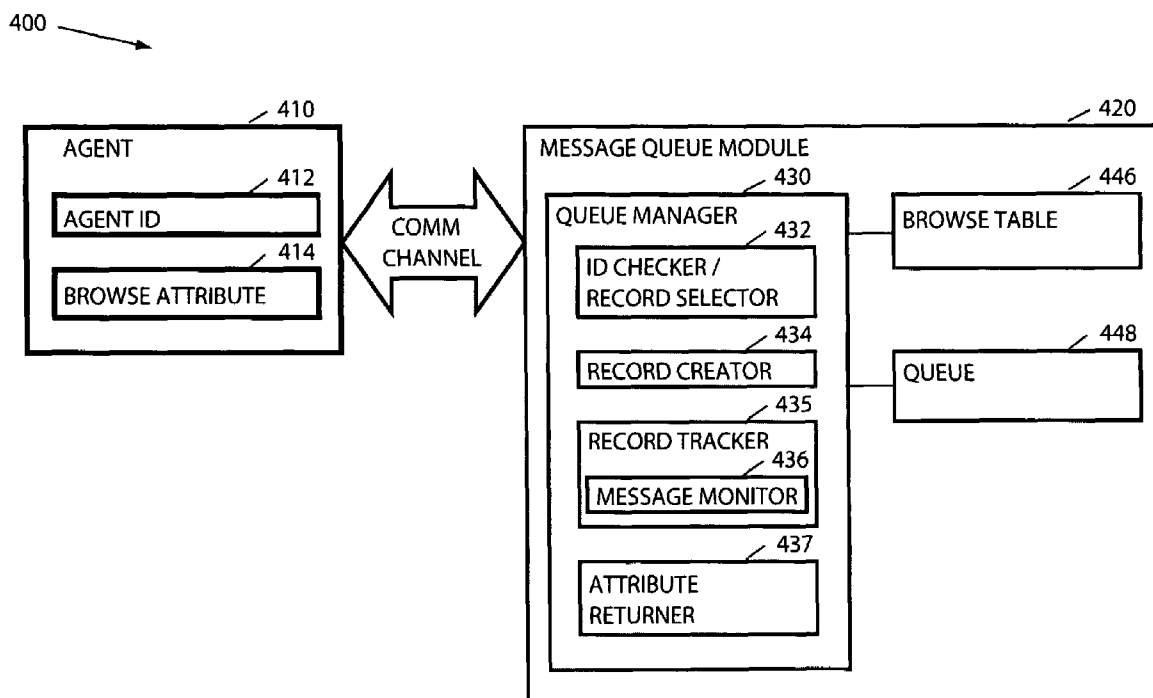 400
410
AGENT
412
AGENT ID
414
BROWSE ATTRIBUTE
COMM
CHANNEL
420
MESSAGE QUEUE MODULE
430
QUEUE MANAGER
432
ID CHECKER /
RECORD SELECTOR
434
RECORD CREATOR
435
RECORD TRACKER
436
MESSAGE MONITOR
437
ATTRIBUTE
RETURNER
446
BROWSE TABLE
448
QUEUE